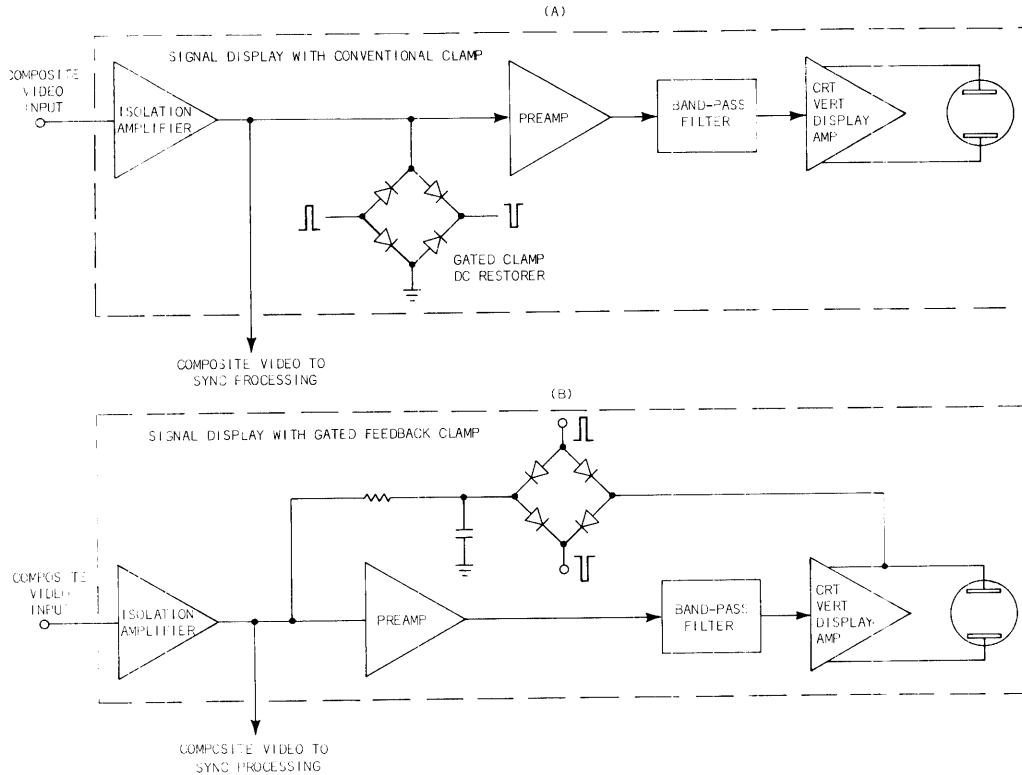 (A)
SIGNAL DISPLAY WITH CONVENTIONAL CLAMP
COMPOSITE
VIDEO
INPUT
ISOLATION
AMPLIFIER
PREAMP
BAND-PASS
FILTER
CRT
VERT
DISPLAY
AMP
GATED CLAMP
DC RESTORER
COMPOSITE VIDEO TO
SYNC PROCESSING
(B)
SIGNAL DISPLAY WITH GATED FEEDBACK CLAMP
COMPOSITE
VIDEO
INPUT
ISOLATION
AMPLIFIER
PREAMP
BAND-PASS
FILTER
CRT
VERT
DISPLAY
AMP
COMPOSITE VIDEO TO
SYNC PROCESSING